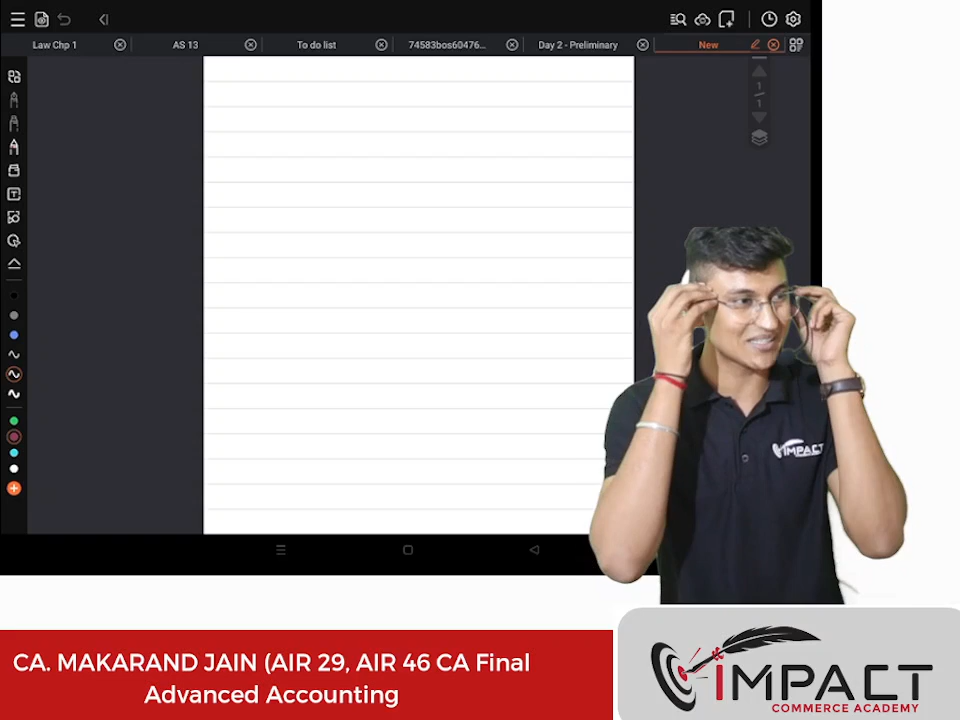 Law Chp 1
AS 13
To do list
74583bos60476...
Day 2 - Preliminary
New
1
1
IMPACT
CA. MAKARAND JAIN (AIR 29, AIR 46 CA Final
Advanced Accounting
IMPACT
COMMERCE ACADEMY